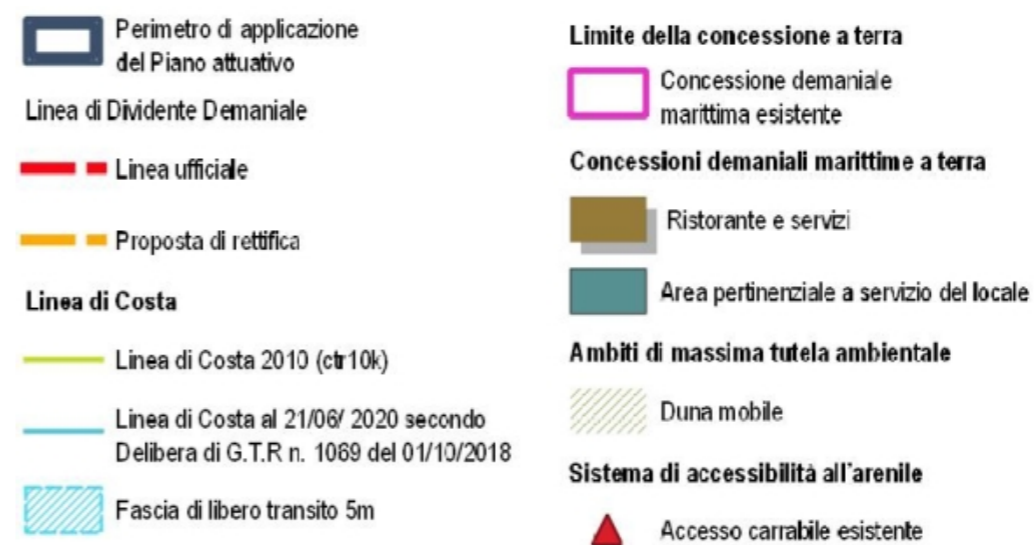 Perimetro di applicazione
del Piano attuativo
Linea di Dividente Demaniale
Linea ufficiale
Proposta di rettifica
Linea di Costa
Linea di Costa 2010 (ctr10k)
Linea di Costa al 21/06/ 2020 secondo
Delibera di G.T.R n. 1069 del 01/10/2018
Fascia di libero transito 5m
Limite della concessione a terra
Concessione demaniale
marittima esistente
Concessioni demaniali marittime a terra
Ristorante e servizi
Area pertinenziale a servizio del locale
Ambiti di massima tutela ambientale
Duna mobile
Sistema di accessibilità all'arenile
Accesso carrabile esistente